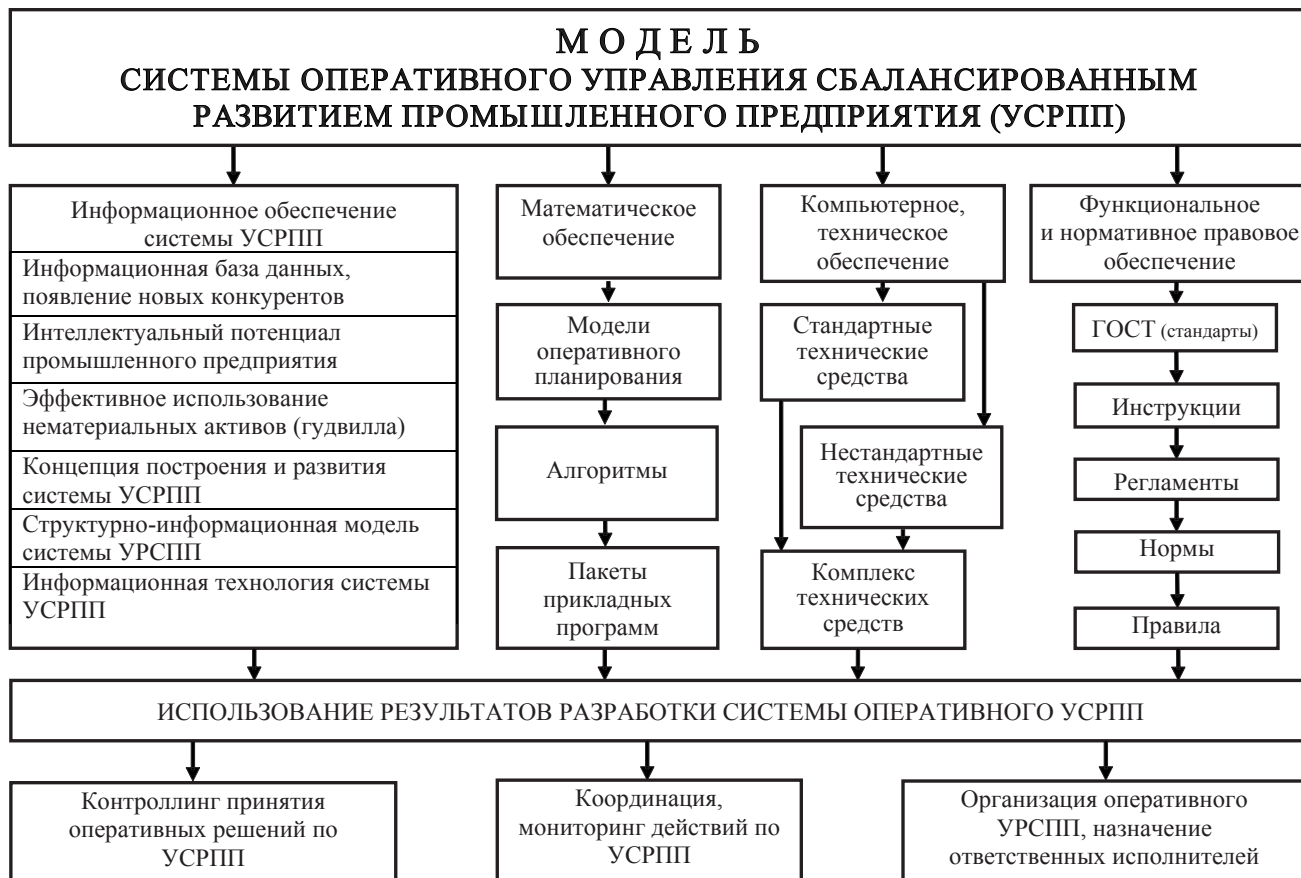 М О Д Е Л Ь
СИСТЕМЫ ОПЕРАТИВНОГО УПРАВЛЕНИЯ СБАЛАНСИРОВАННЫМ
РАЗВИТИЕМ ПРОМЫШЛЕННОГО ПРЕДПРИЯТИЯ (УСРПП)
Информационное обеспечение
системы УСРПП
Информационная база данных,
появление новых конкурентов
Интеллектуальный потенциал
промышленного предприятия
Эффективное использование
нематериальных активов (гудвилла)
Концепция построения и развития
системы УСРПП
Структурно-информационная модель
системы УРСПП
Информационная технология системы
УСРПП
Математическое
обеспечение
Модели
оперативного
планирования
Алгоритмы
Пакеты
прикладных
программ
Компьютерное,
техническое
обеспечение
Стандартные
технические
средства
Нестандартные
технические
средства
Комплекс
технических
средств
Функциональное
и нормативное правовое
обеспечение
ГОСТ (стандарты)
Инструкции
Регламенты
Нормы
Правила
ИСПОЛЬЗОВАНИЕ РЕЗУЛЬТАТОВ РАЗРАБОТКИ СИСТЕМЫ ОПЕРАТИВНОГО УСРПП
Контроллинг принятия
оперативных решений по
УСРПП
Координация,
мониторинг действий по
УСРПП
Организация оперативного
УРСПП, назначение
ответственных исполнителей